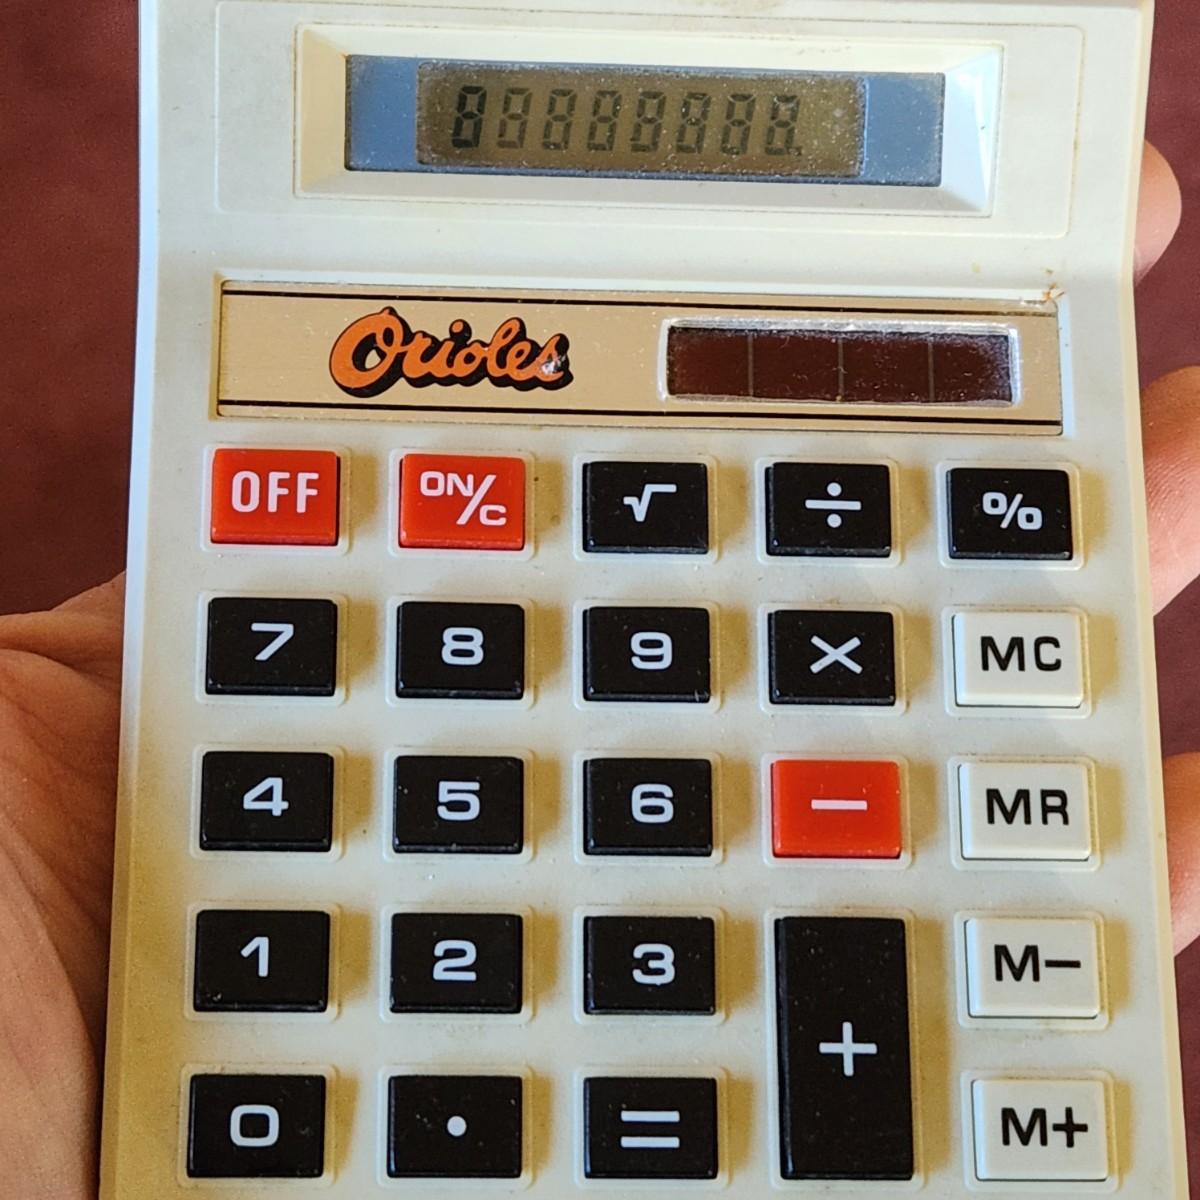 88888888.
Orioles
OFF ON/C √ ÷ %
7 8 9 × MC
4 5 6 − MR
1 2 3 + M−
0 . = M+